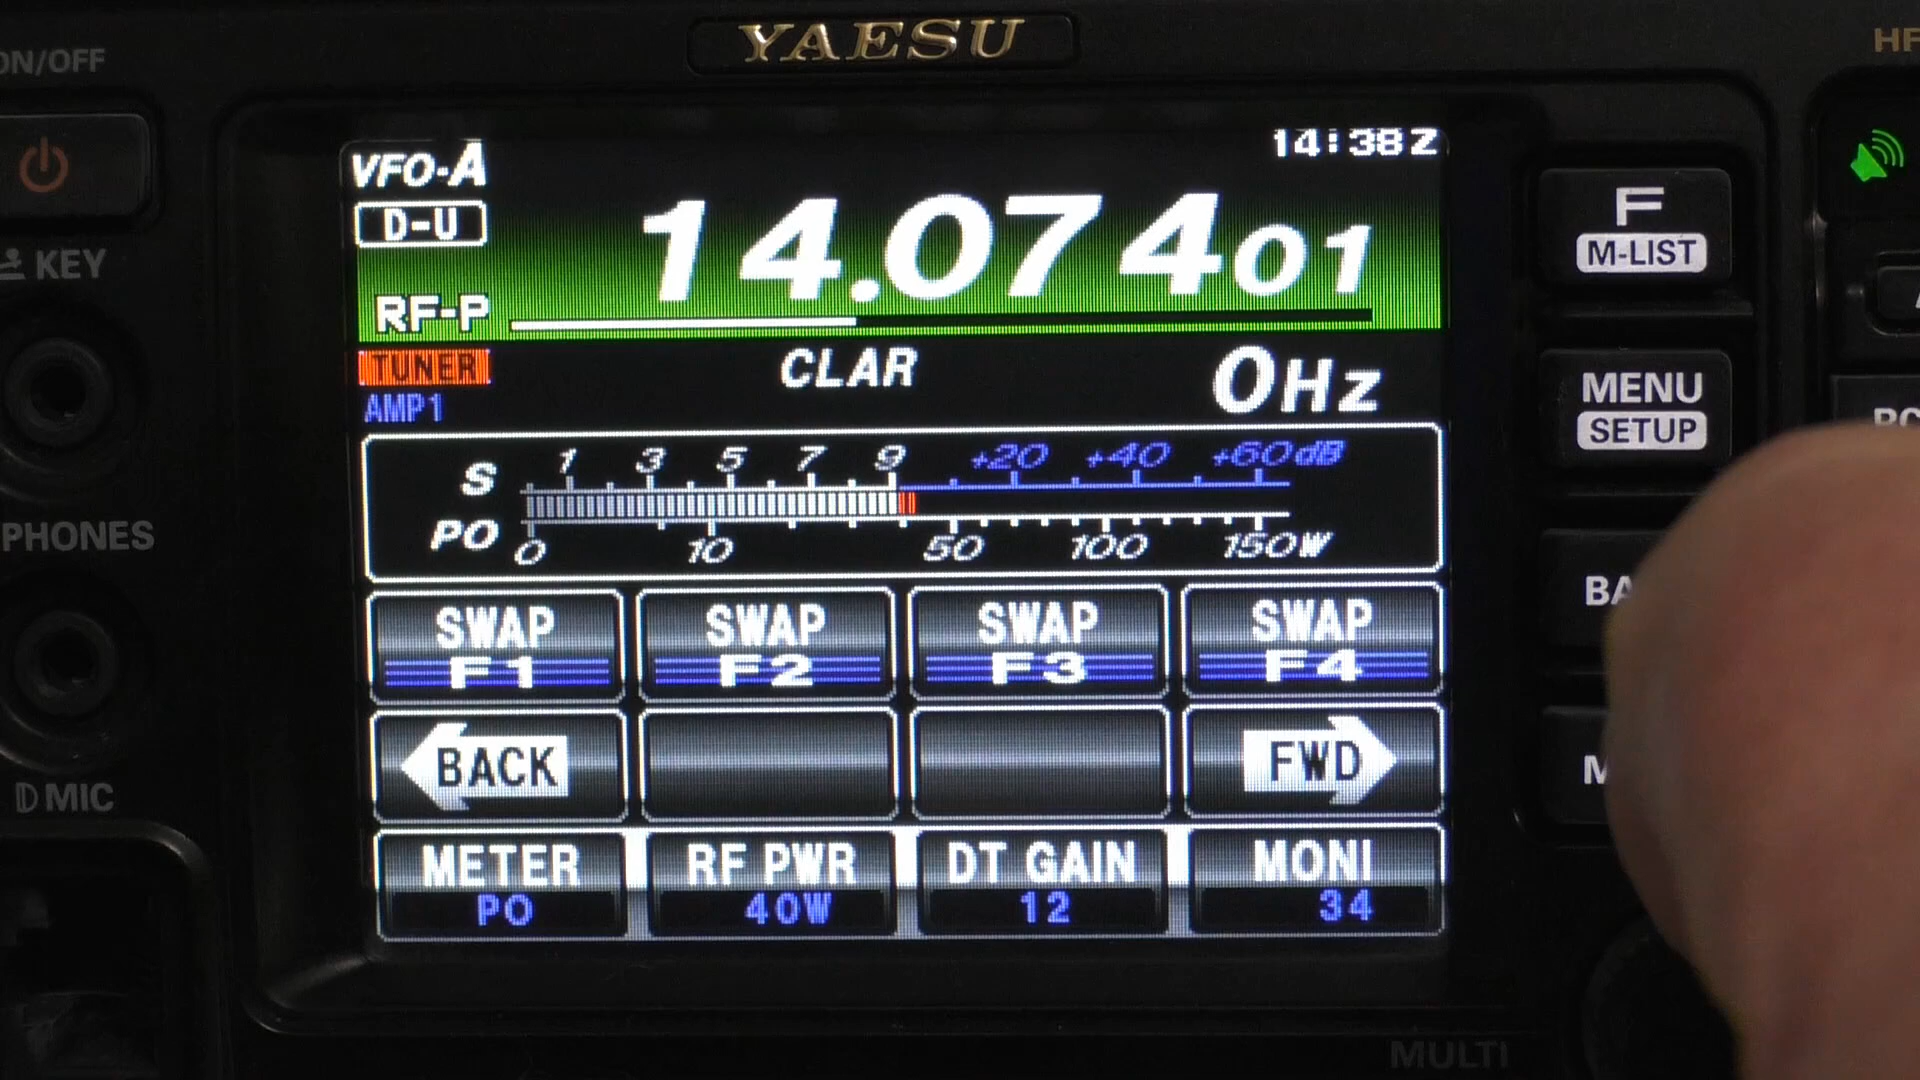 YAESU
HF
ON/OFF
14:38Z
VFO-A
D-U
14.07401
RF-P
TUNER
CLAR
0Hz
AMP1
S 1 3 5 7 9 +20 +40 +60dB
PO 0 10 50 100 150W
SWAP SWAP SWAP SWAP
F1 F2 F3 F4
BACK FWD
METER RF PWR DT GAIN MONI
PO 40W 12 34
KEY
PHONES
MIC
F
M-LIST
MENU
SETUP
MULTI